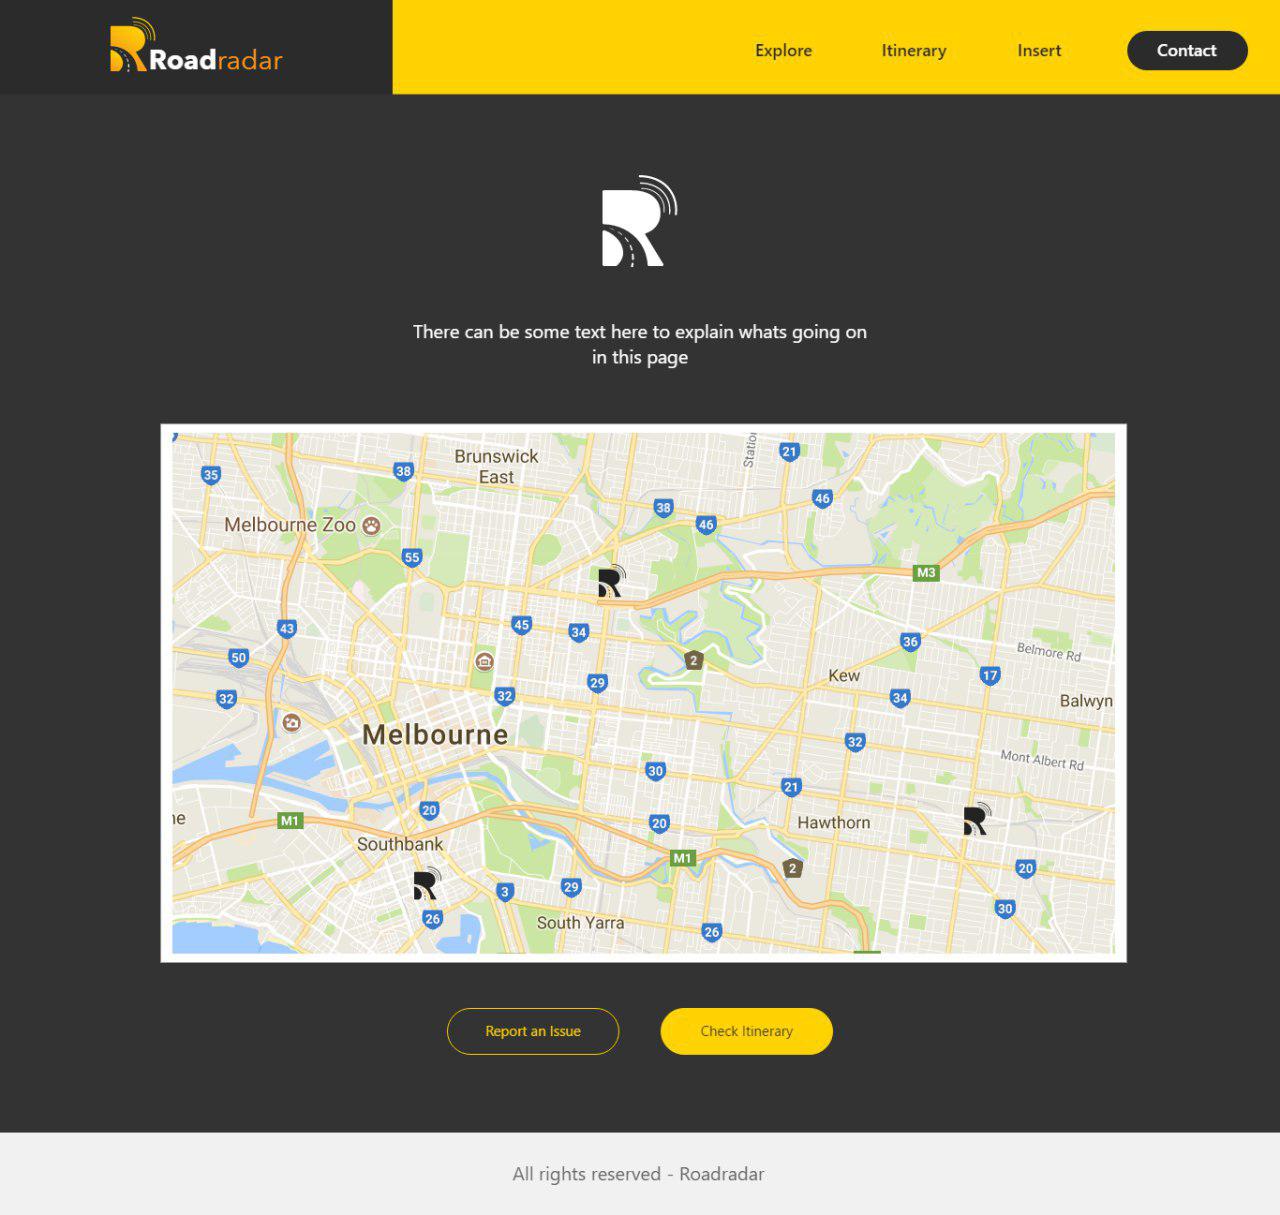 Roadradar
Explore
Itinerary
Insert
Contact
There can be some text here to explain whats going on
in this page
Station
21
Brunswick
East
38
35
46
38
46
Melbourne Zoo
55
M3
45
34
43
36
Belmore Rd
50
2
Kew
17
29
32
34
32
Balwyn
Melbourne
32
Mont Albert Rd
30
21
20
M1
20
Hawthorn
Southbank
M1
2
20
29
3
30
26
South Yarra
26
Report an Issue
Check Itinerary
All rights reserved - Roadradar